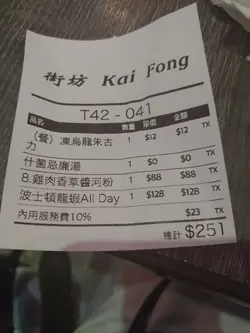 街坊 Kai Fong
T42 - 041
品名 數量 單價 金額
（餐）凍烏龍朱古力 1 $12 $12 TX
什菌忌廉湯 1 $0 $0 TX
8.雞肉香草醬河粉 1 $88 $88 TX
波士頓龍蝦All Day 1 $128 $128 TX
內用服務費10% $23 TX
總計 $251